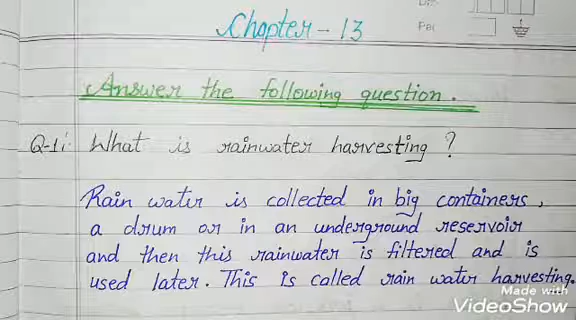 Chapter - 13
Answer the following question.
Q-1: What is rainwater harvesting?
Rain water is collected in big containers,
a drum or in an underground reservoir
and then this rainwater is filtered and is
used later. This is called rain water harvesting.
Made with
VideoShow